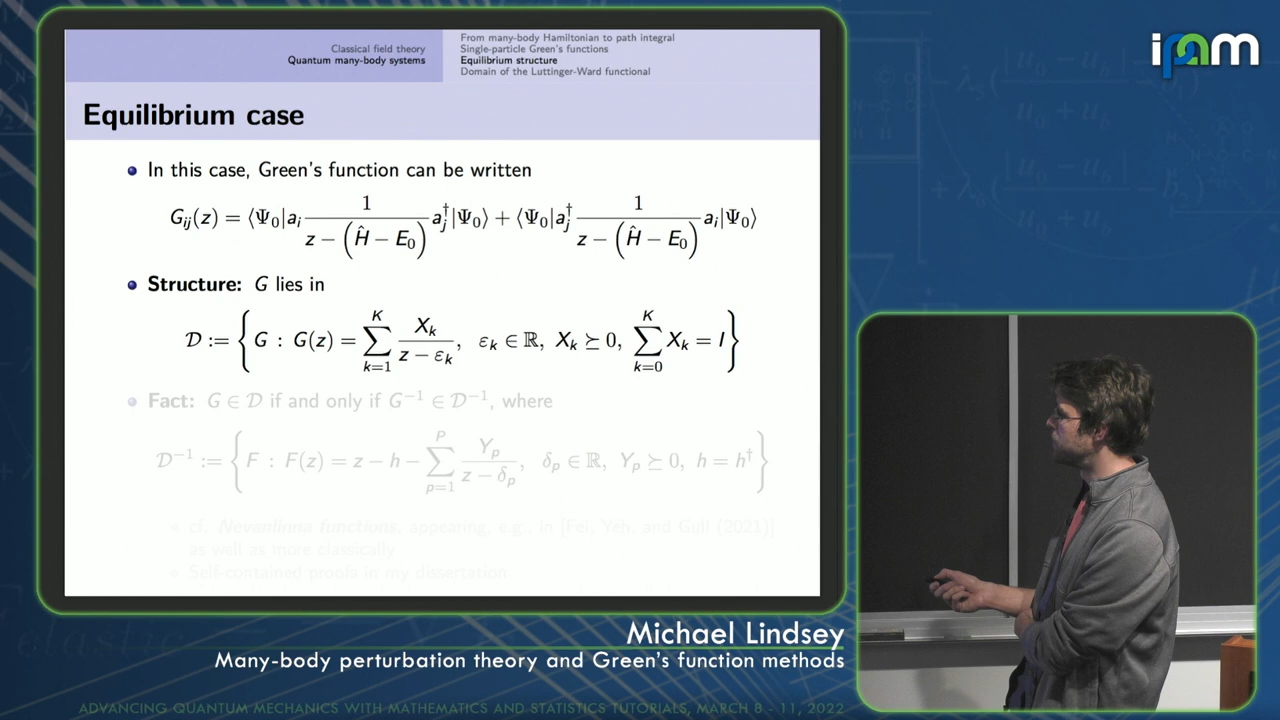 Classical field theory
Quantum many-body systems
From many-body Hamiltonian to path integral
Single-particle Green's functions
Equilibrium structure
Domain of the Luttinger-Ward functional
ipam
Equilibrium case
In this case, Green's function can be written
G_{ij}(z) = ⟨Ψ_0|a_i \frac{1}{z − (Ĥ − E_0)} a_j^†|Ψ_0⟩ + ⟨Ψ_0|a_j^† \frac{1}{z − (Ĥ − E_0)} a_i|Ψ_0⟩
Structure: G lies in
𝒟 := { G : G(z) = \sum_{k=1}^{K} \frac{X_k}{z − ε_k}, ε_k ∈ ℝ, X_k ⪰ 0, \sum_{k=0}^{K} X_k = I }
Fact: G ∈ 𝒟 if and only if G^{−1} ∈ 𝒟^{−1}, where
𝒟^{−1} := { F : F(z) = z − h − \sum_{p=1}^{P} \frac{Y_p}{z − δ_p}, δ_p ∈ ℝ, Y_p ⪰ 0, h = h^† }
cf. Nevanlinna functions, appearing, e.g., in [Fei, Yeh, and Gull (2021)]
as well as more classically
Self-contained proofs in my dissertation
Michael Lindsey
Many-body perturbation theory and Green's function methods
ADVANCING QUANTUM MECHANICS WITH MATHEMATICS AND STATISTICS TUTORIALS, MARCH 8 - 11, 2022